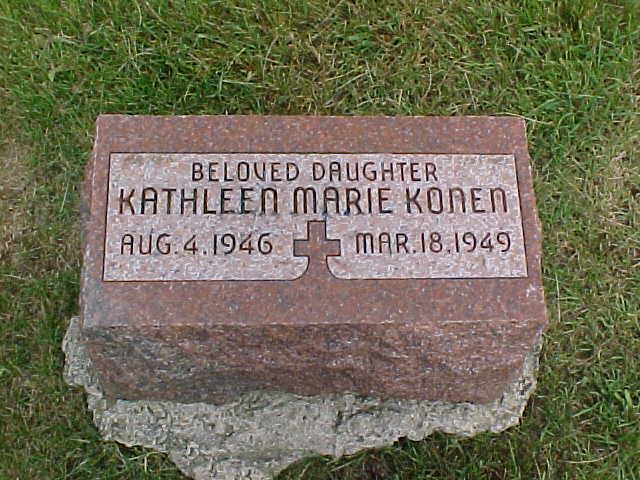 BELOVED DAUGHTER
KATHLEEN MARIE KONEN
AUG. 4. 1946 MAR. 18. 1949